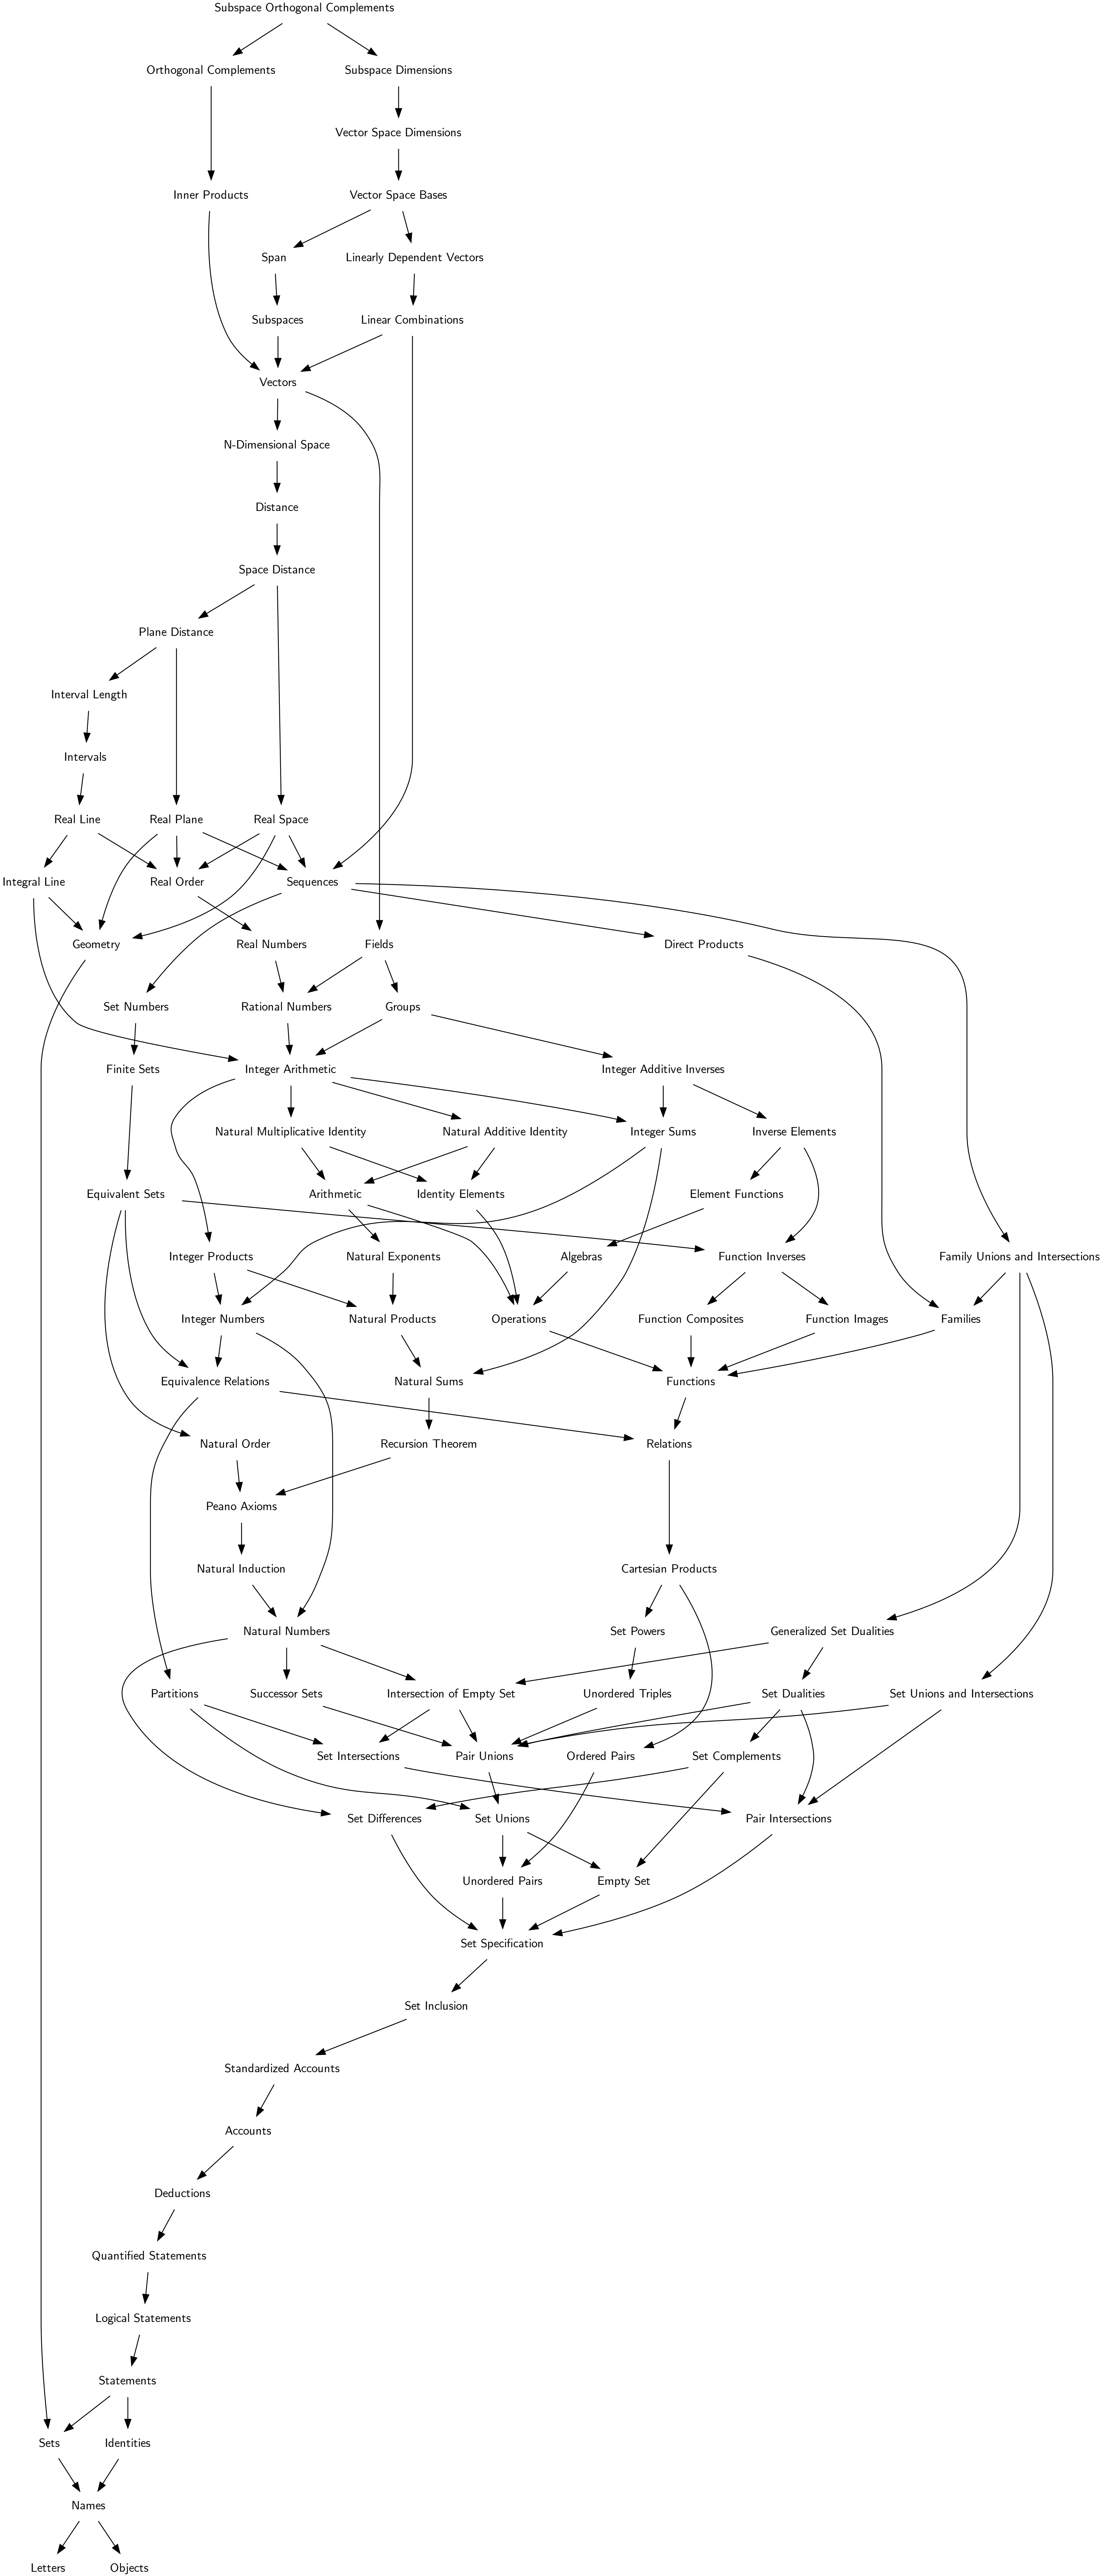 Subspace Orthogonal Complements
Orthogonal Complements
Subspace Dimensions
Vector Space Dimensions
Inner Products
Vector Space Bases
Span
Linearly Dependent Vectors
Subspaces
Linear Combinations
Vectors
N-Dimensional Space
Distance
Space Distance
Plane Distance
Interval Length
Intervals
Real Line
Real Plane
Real Space
Integral Line
Real Order
Sequences
Geometry
Real Numbers
Fields
Direct Products
Set Numbers
Rational Numbers
Groups
Finite Sets
Integer Arithmetic
Integer Additive Inverses
Natural Multiplicative Identity
Natural Additive Identity
Integer Sums
Inverse Elements
Equivalent Sets
Arithmetic
Identity Elements
Element Functions
Integer Products
Natural Exponents
Algebras
Function Inverses
Family Unions and Intersections
Integer Numbers
Natural Products
Operations
Function Composites
Function Images
Families
Equivalence Relations
Natural Sums
Functions
Natural Order
Recursion Theorem
Relations
Peano Axioms
Natural Induction
Cartesian Products
Natural Numbers
Set Powers
Generalized Set Dualities
Partitions
Successor Sets
Intersection of Empty Set
Unordered Triples
Set Dualities
Set Unions and Intersections
Set Intersections
Pair Unions
Ordered Pairs
Set Complements
Set Differences
Set Unions
Pair Intersections
Unordered Pairs
Empty Set
Set Specification
Set Inclusion
Standardized Accounts
Accounts
Deductions
Quantified Statements
Logical Statements
Statements
Sets
Identities
Names
Letters
Objects